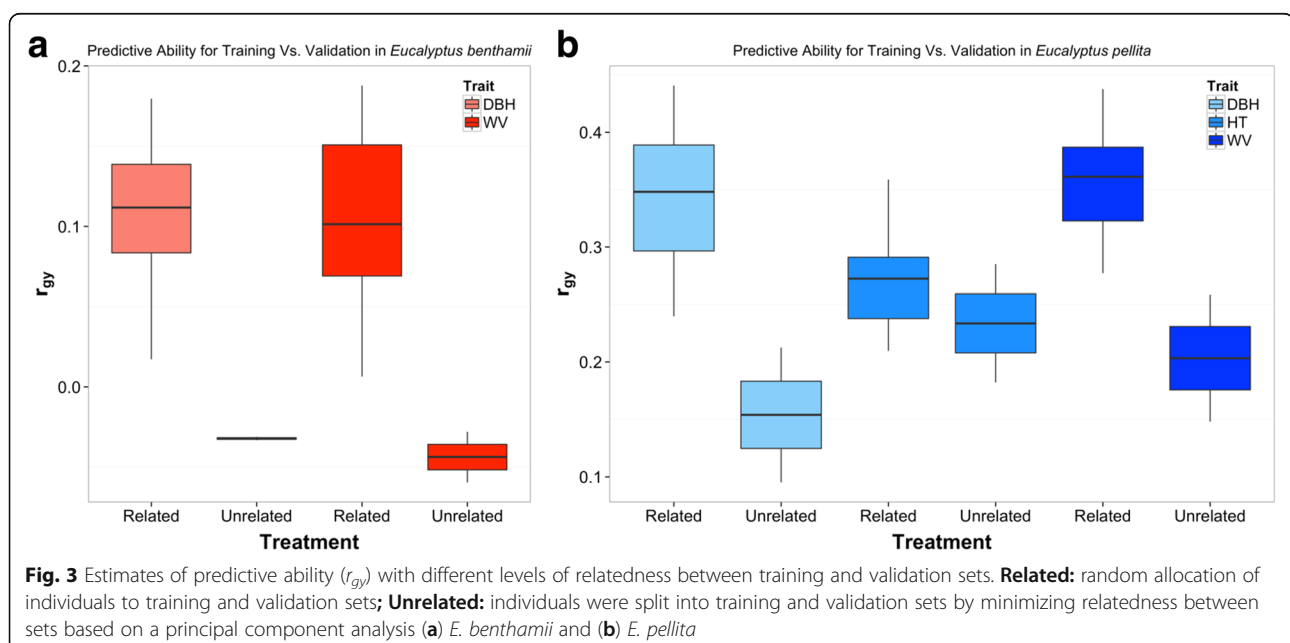 a
Predictive Ability for Training Vs. Validation in Eucalyptus benthamii
0.2
0.1
0.0
r_gy
Trait
DBH
WV
Related Unrelated Related Unrelated
Treatment
b
Predictive Ability for Training Vs. Validation in Eucalyptus pellita
0.4
0.3
0.2
0.1
r_gy
Trait
DBH
HT
WV
Related Unrelated Related Unrelated Related Unrelated
Treatment
Fig. 3 Estimates of predictive ability (r_gy) with different levels of relatedness between training and validation sets. Related: random allocation of
individuals to training and validation sets; Unrelated: individuals were split into training and validation sets by minimizing relatedness between
sets based on a principal component analysis (a) E. benthamii and (b) E. pellita